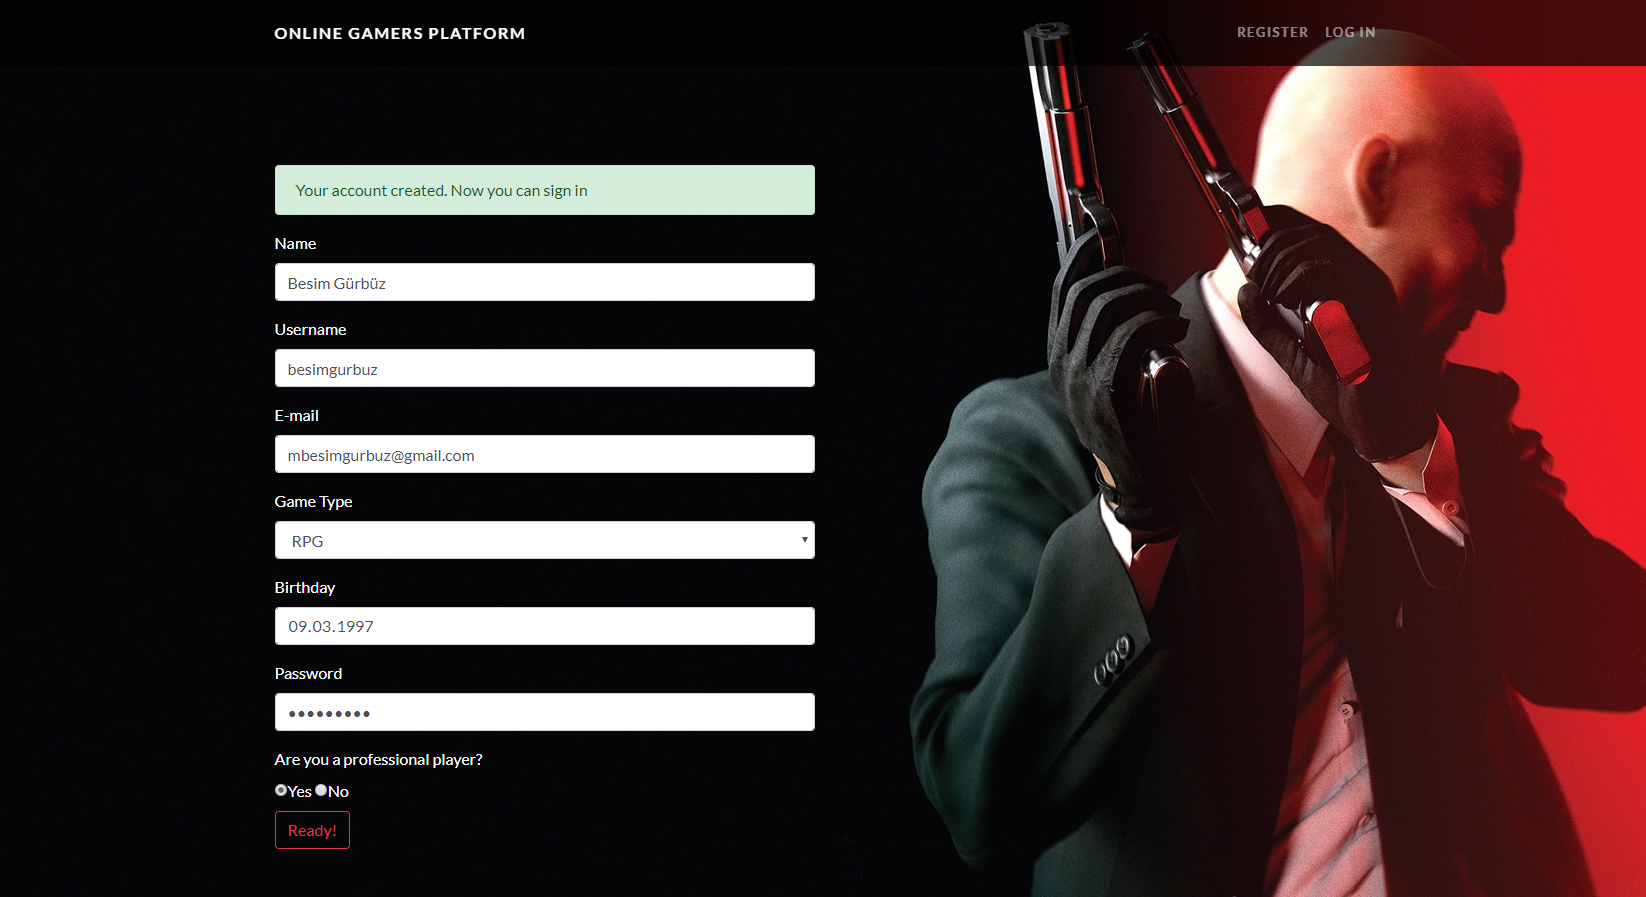 ONLINE GAMERS PLATFORM
REGISTER LOG IN
Your account created. Now you can sign in
Name
Besim Gürbüz
Username
besimgurbuz
E-mail
mbesimgurbuz@gmail.com
Game Type
RPG
Birthday
09.03.1997
Password
•••••••••
Are you a professional player?
Yes No
Ready!